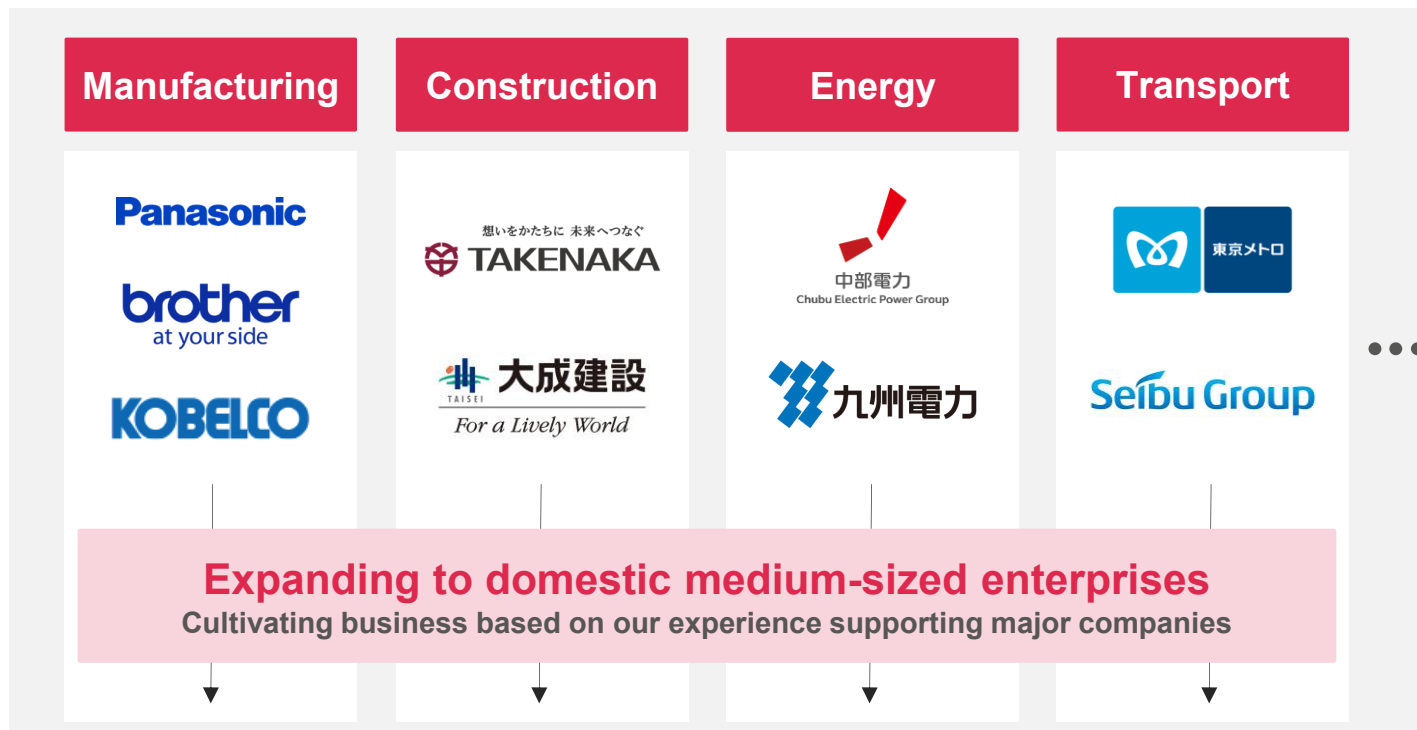 Manufacturing
Construction
Energy
Transport
Panasonic
brother
at your side
KOBELCO
想いをかたちに 未来へつなぐ
TAKENAKA
TAISEI
大成建設
For a Lively World
中部電力
Chubu Electric Power Group
九州電力
東京メトロ
Seibu Group
Expanding to domestic medium-sized enterprises
Cultivating business based on our experience supporting major companies